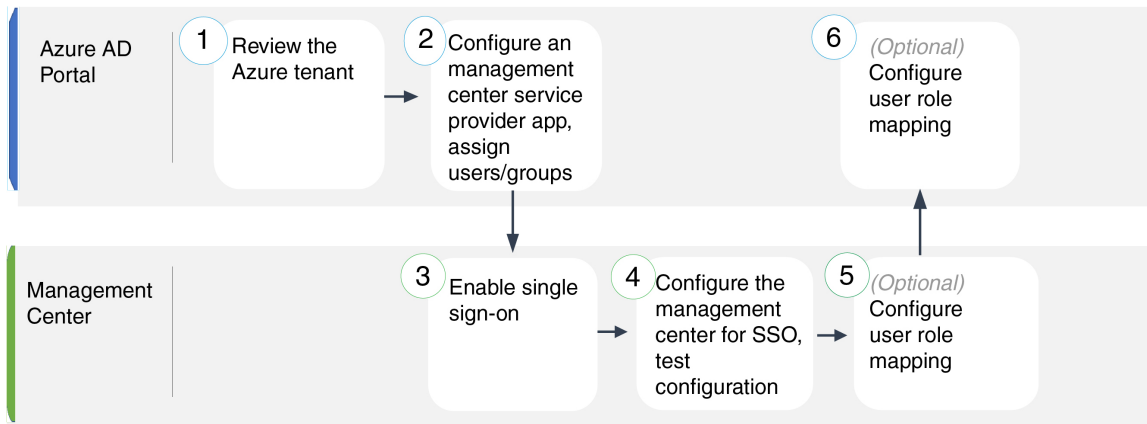 Azure AD
Portal
1
Review the
Azure tenant
2
Configure an
management
center service
provider app,
assign
users/groups
6
(Optional)
Configure
user role
mapping
Management
Center
3
Enable single
sign-on
4
Configure the
management
center for SSO,
test
configuration
5
(Optional)
Configure
user role
mapping